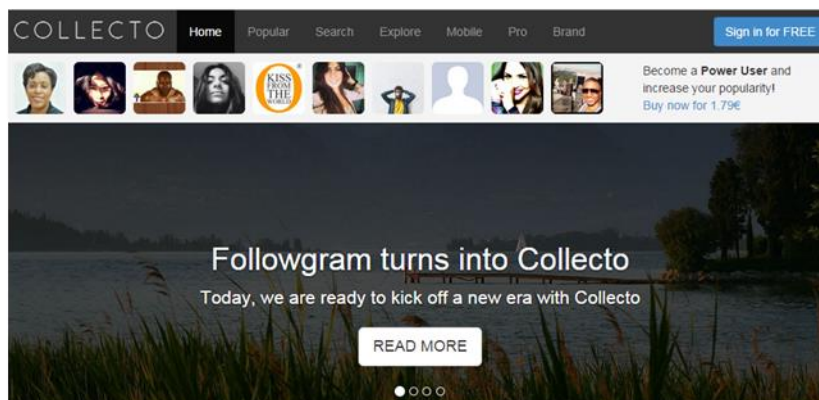 COLLECTO Home Popular Search Explore Mobile Pro Brand Sign in for FREE
KISS
FROM
THE
WORLD
Become a Power User and
increase your popularity!
Buy now for 1.79€
Followgram turns into Collecto
Today, we are ready to kick off a new era with Collecto
READ MORE